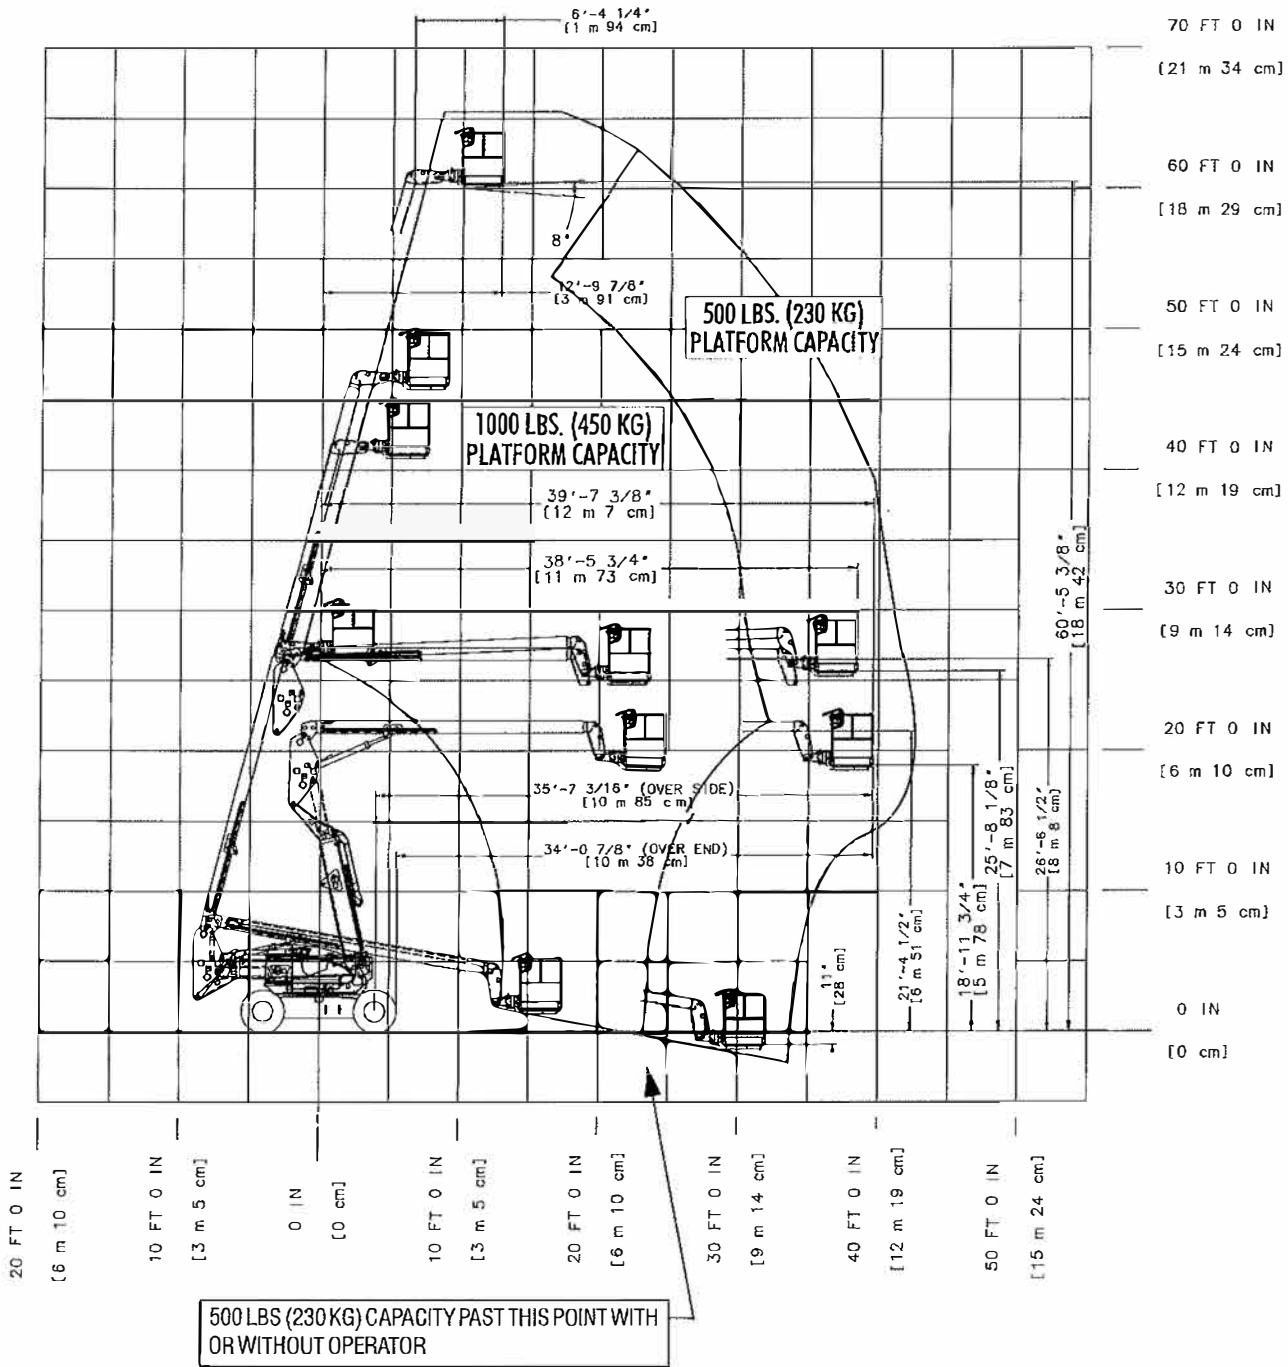 6'-4 1/4"
[1 m 94 cm]
70 FT 0 IN
[21 m 34 cm]
60 FT 0 IN
[18 m 29 cm]
8°
12'-9 7/8"
[3 m 91 cm]
500 LBS. (230 KG)
PLATFORM CAPACITY
50 FT 0 IN
[15 m 24 cm]
1000 LBS. (450 KG)
PLATFORM CAPACITY
40 FT 0 IN
[12 m 19 cm]
39'-7 3/8"
[12 m 7 cm]
38'-5 3/4"
[11 m 73 cm]
60'-5 3/8"
[18 m 42 cm]
30 FT 0 IN
[9 m 14 cm]
20 FT 0 IN
[6 m 10 cm]
35'-7 3/16" (OVER SIDE)
[10 m 85 cm]
34'-0 7/8" (OVER END)
[10 m 38 cm]
25'-8 1/8"
[7 m 83 cm]
26'-6 1/2"
[8 m 8 cm]
10 FT 0 IN
[3 m 5 cm]
18'-11 3/4"
[5 m 78 cm]
21'-4 1/2"
[6 m 51 cm]
11"
[28 cm]
0 IN
[0 cm]
20 FT 0 IN
[6 m 10 cm]
10 FT 0 IN
[3 m 5 cm]
0 IN
[0 cm]
10 FT 0 IN
[3 m 5 cm]
20 FT 0 IN
[6 m 10 cm]
30 FT 0 IN
[9 m 14 cm]
40 FT 0 IN
[12 m 19 cm]
50 FT 0 IN
[15 m 24 cm]
500 LBS (230 KG) CAPACITY PAST THIS POINT WITH
OR WITHOUT OPERATOR